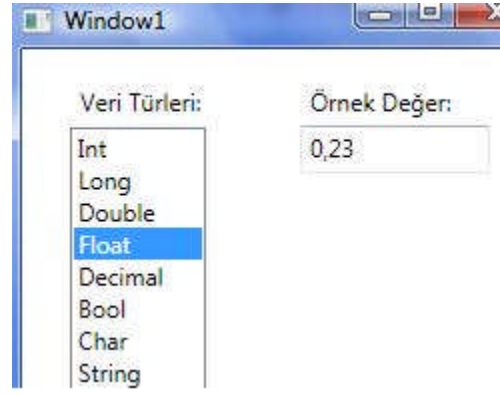 Window1
Veri Türleri:
Örnek Değer:
Int
0,23
Long
Double
Float
Decimal
Bool
Char
String